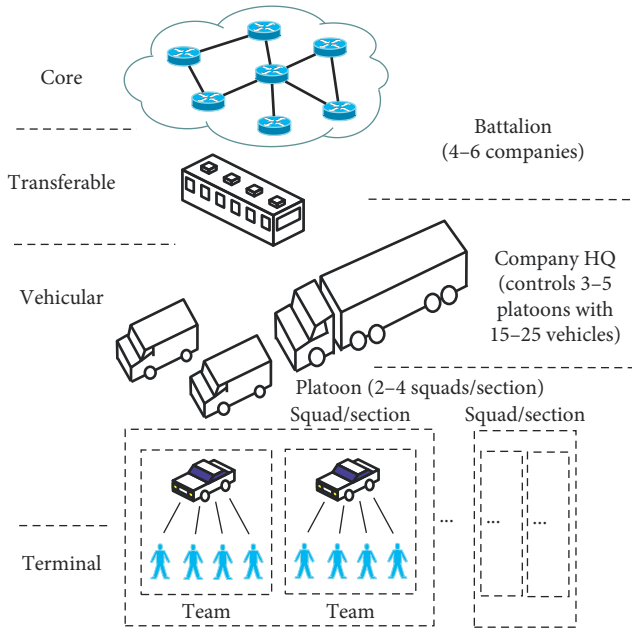 Core
Battalion
(4–6 companies)
Transferable
Company HQ
(controls 3–5
platoons with
15–25 vehicles)
Vehicular
Platoon (2–4 squads/section)
Squad/section
Squad/section
...
...
...
Terminal
Team
Team